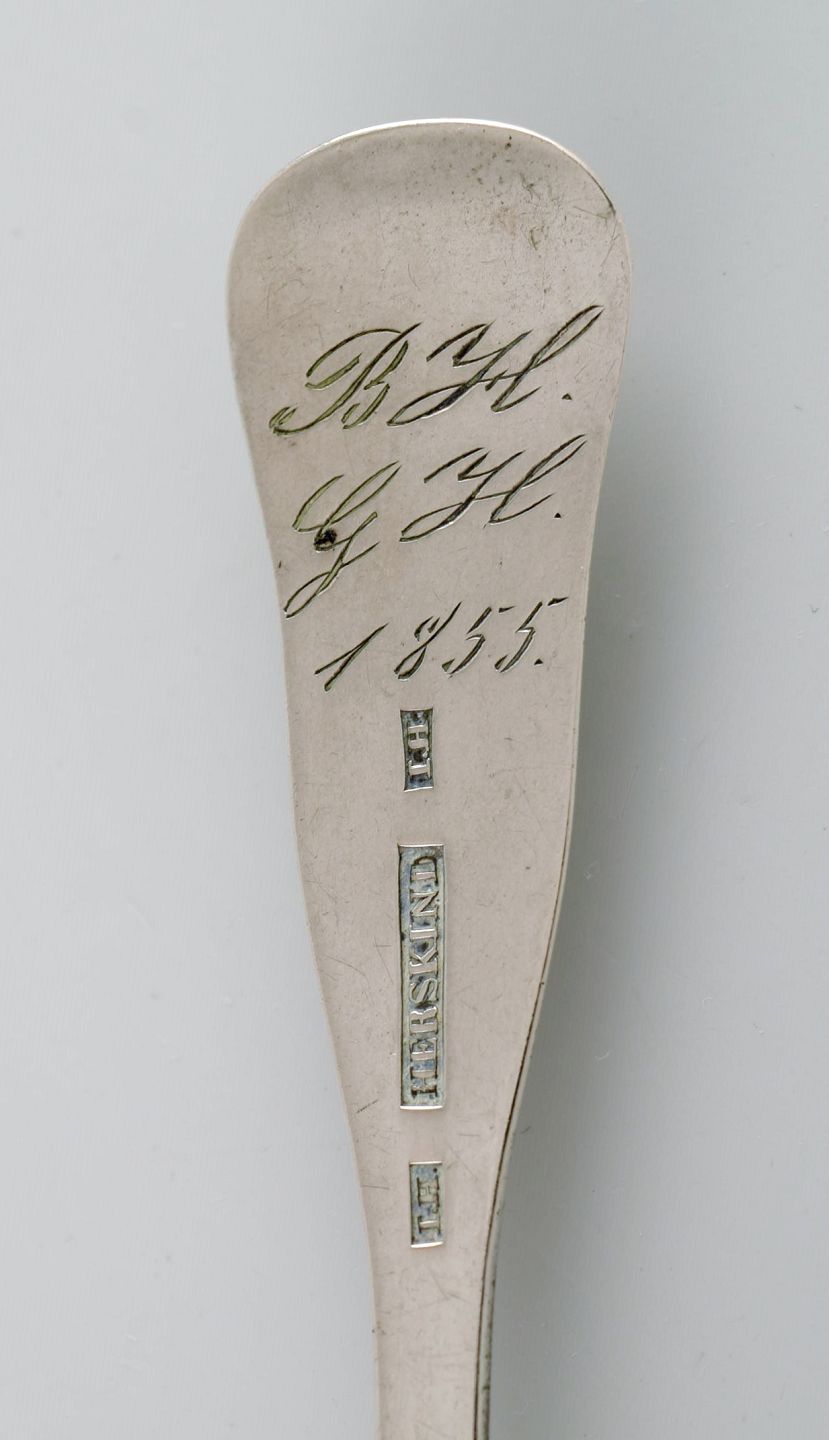 B H.
G H.
1855.
I.H
HERSKIND
T.H.